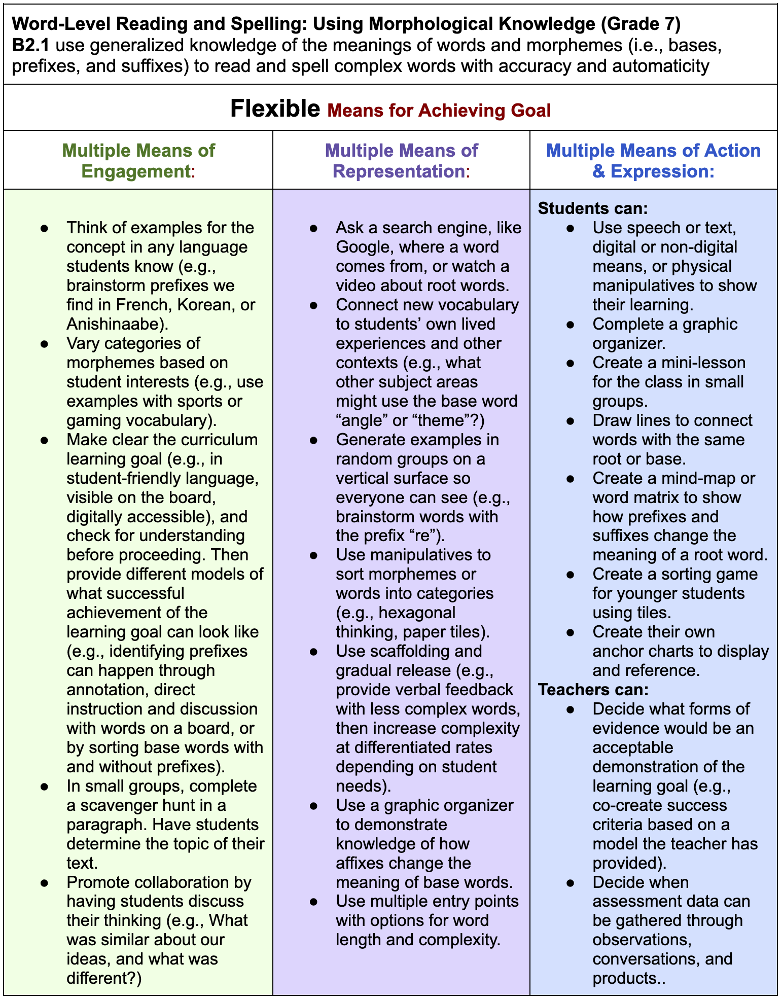 Word-Level Reading and Spelling: Using Morphological Knowledge (Grade 7)
B2.1 use generalized knowledge of the meanings of words and morphemes (i.e., bases,
prefixes, and suffixes) to read and spell complex words with accuracy and automaticity
Flexible Means for Achieving Goal
Multiple Means of
Engagement:
● Think of examples for the
concept in any language
students know (e.g.,
brainstorm prefixes we
find in French, Korean, or
Anishinaabe).
● Vary categories of
morphemes based on
student interests (e.g., use
examples with sports or
gaming vocabulary).
● Make clear the curriculum
learning goal (e.g., in
student-friendly language,
visible on the board,
digitally accessible), and
check for understanding
before proceeding. Then
provide different models of
what successful
achievement of the
learning goal can look like
(e.g., identifying prefixes
can happen through
annotation, direct
instruction and discussion
with words on a board, or
by sorting base words with
and without prefixes).
● In small groups, complete
a scavenger hunt in a
paragraph. Have students
determine the topic of their
text.
● Promote collaboration by
having students discuss
their thinking (e.g., What
was similar about our
ideas, and what was
different?)
Multiple Means of
Representation:
● Ask a search engine, like
Google, where a word
comes from, or watch a
video about root words.
● Connect new vocabulary
to students’ own lived
experiences and other
contexts (e.g., what
other subject areas
might use the base word
“angle” or “theme”?)
● Generate examples in
random groups on a
vertical surface so
everyone can see (e.g.,
brainstorm words with
the prefix “re”).
● Use manipulatives to
sort morphemes or
words into categories
(e.g., hexagonal
thinking, paper tiles).
● Use scaffolding and
gradual release (e.g.,
provide verbal feedback
with less complex words,
then increase complexity
at differentiated rates
depending on student
needs).
● Use a graphic organizer
to demonstrate
knowledge of how
affixes change the
meaning of base words.
● Use multiple entry points
with options for word
length and complexity.
Multiple Means of Action
& Expression:
Students can:
● Use speech or text,
digital or non-digital
means, or physical
manipulatives to show
their learning.
● Complete a graphic
organizer.
● Create a mini-lesson
for the class in small
groups.
● Draw lines to connect
words with the same
root or base.
● Create a mind-map or
word matrix to show
how prefixes and
suffixes change the
meaning of a root word.
● Create a sorting game
for younger students
using tiles.
● Create their own
anchor charts to display
and reference.
Teachers can:
● Decide what forms of
evidence would be an
acceptable
demonstration of the
learning goal (e.g.,
co-create success
criteria based on a
model the teacher has
provided).
● Decide when
assessment data can
be gathered through
observations,
conversations, and
products..